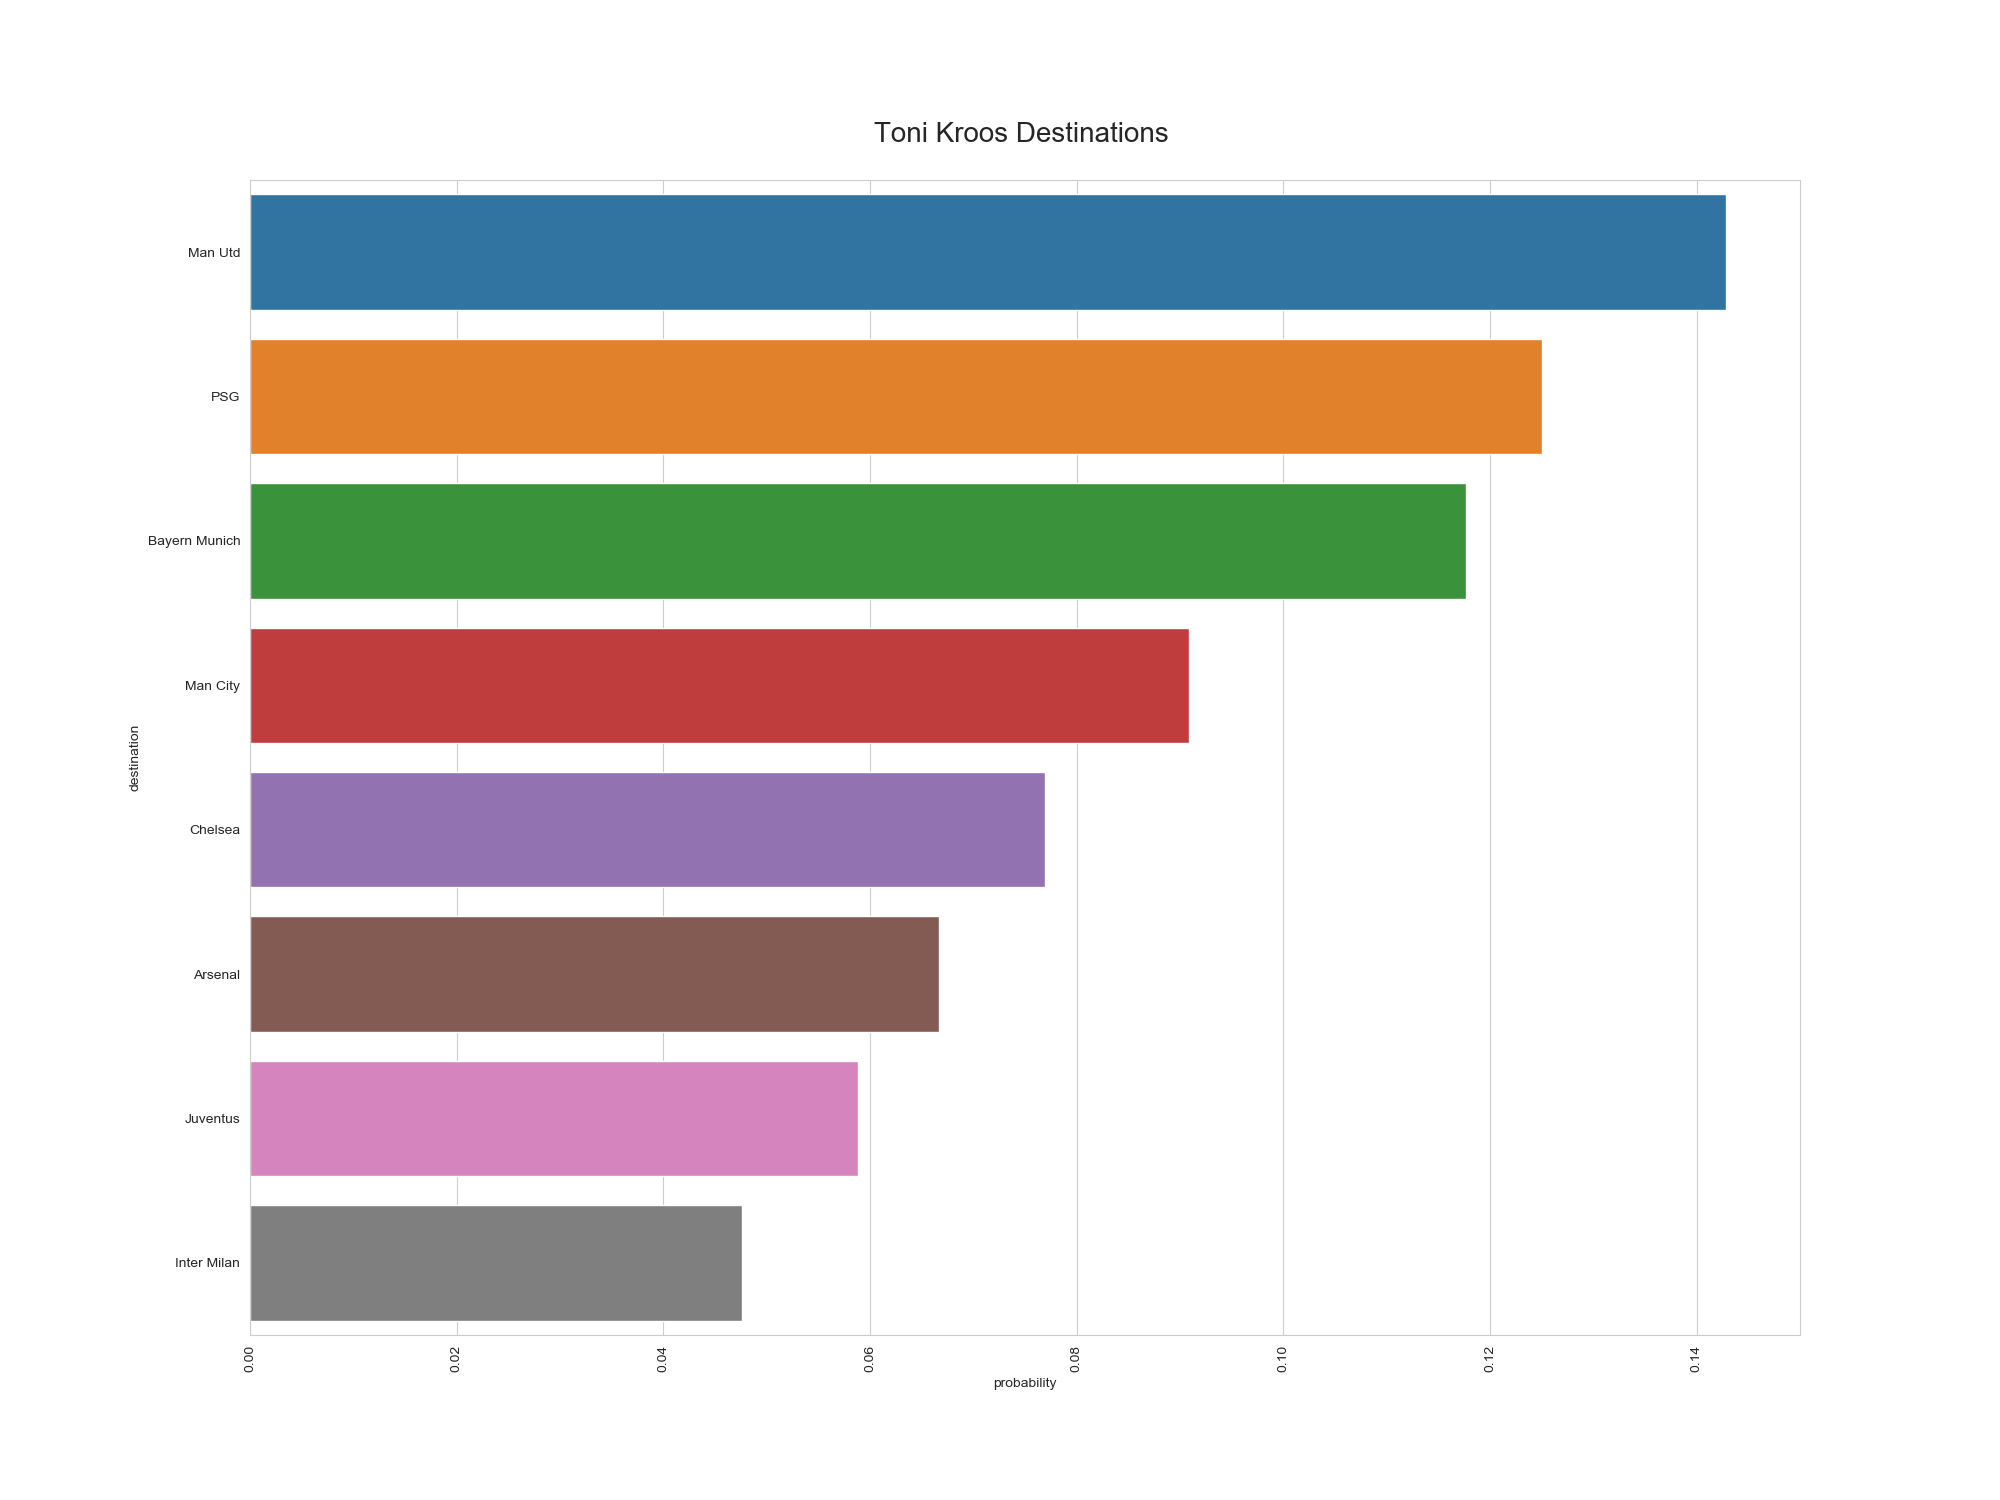 Toni Kroos Destinations
Man Utd
PSG
Bayern Munich
Man City
destination
Chelsea
Arsenal
Juventus
Inter Milan
0.00 0.02 0.04 0.06 0.08 0.10 0.12 0.14
probability